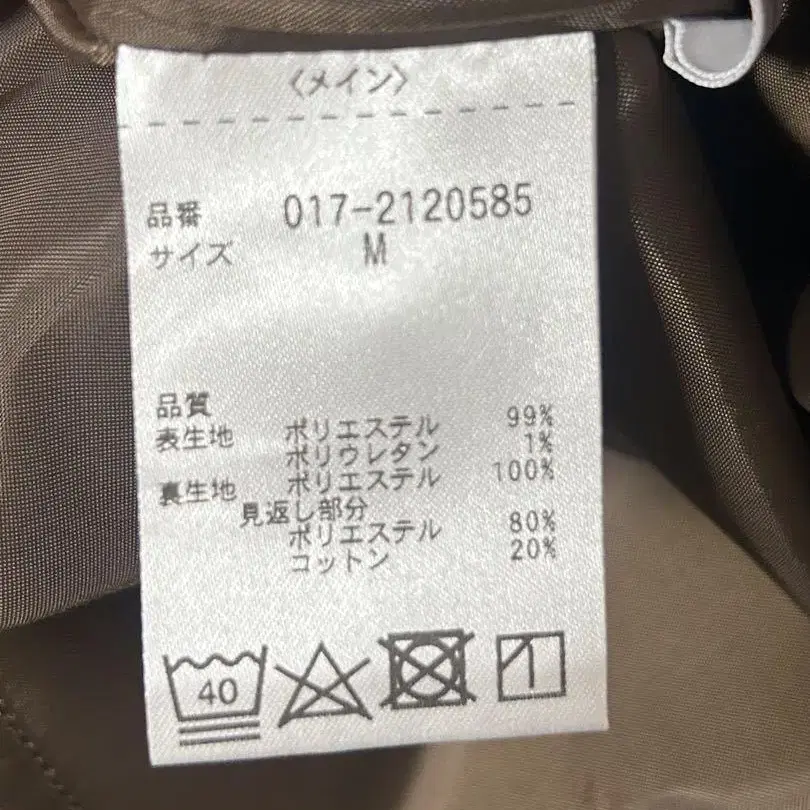 〈メイン〉
品番 017-2120585
サイズ M
品質
表生地 ポリエステル 99%
ポリウレタン 1%
裏生地 ポリエステル 100%
見返し部分
ポリエステル 80%
コットン 20%
40